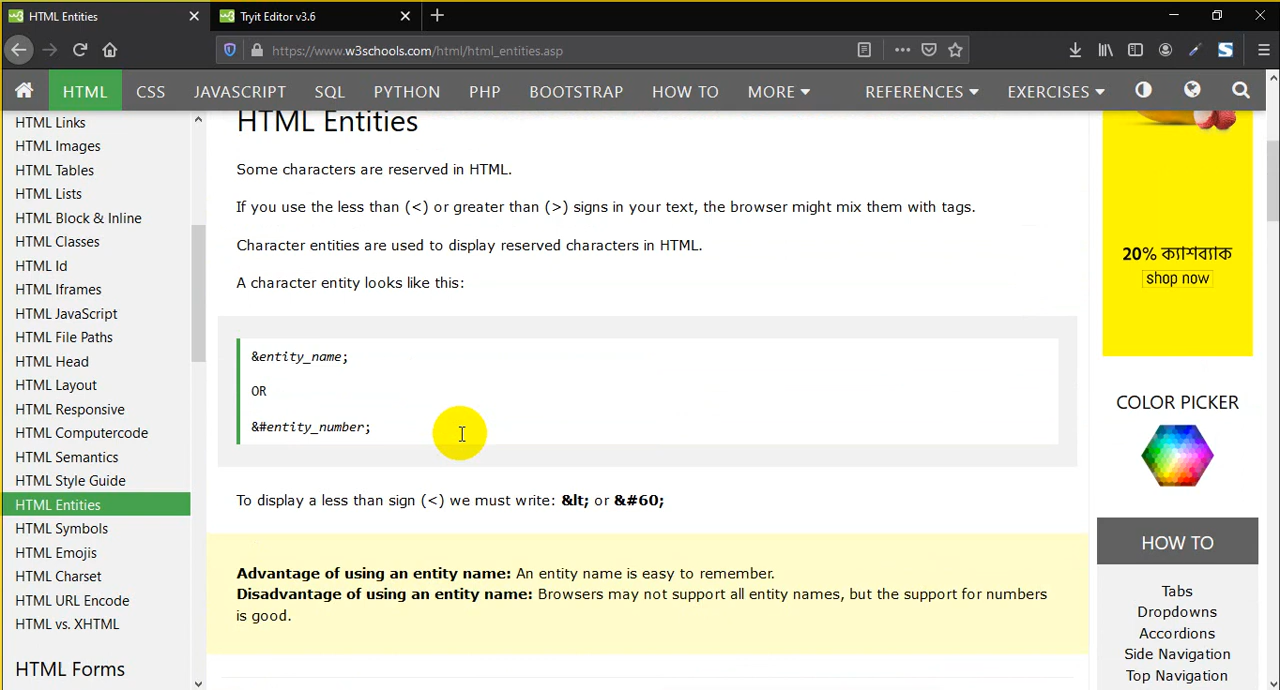 HTML Entities
Tryit Editor v3.6
https://www.w3schools.com/html/html_entities.asp
HTML CSS JAVASCRIPT SQL PYTHON PHP BOOTSTRAP HOW TO MORE REFERENCES EXERCISES
HTML Links
HTML Images
HTML Tables
HTML Lists
HTML Block & Inline
HTML Classes
HTML Id
HTML Iframes
HTML JavaScript
HTML File Paths
HTML Head
HTML Layout
HTML Responsive
HTML Computercode
HTML Semantics
HTML Style Guide
HTML Entities
HTML Symbols
HTML Emojis
HTML Charset
HTML URL Encode
HTML vs. XHTML
HTML Forms
HTML Entities
Some characters are reserved in HTML.
If you use the less than (<) or greater than (>) signs in your text, the browser might mix them with tags.
Character entities are used to display reserved characters in HTML.
A character entity looks like this:
&entity_name;
OR
&#entity_number;
To display a less than sign (<) we must write: &lt; or &#60;
Advantage of using an entity name: An entity name is easy to remember.
Disadvantage of using an entity name: Browsers may not support all entity names, but the support for numbers
is good.
20% ক্যাশব্যাক
shop now
COLOR PICKER
HOW TO
Tabs
Dropdowns
Accordions
Side Navigation
Top Navigation